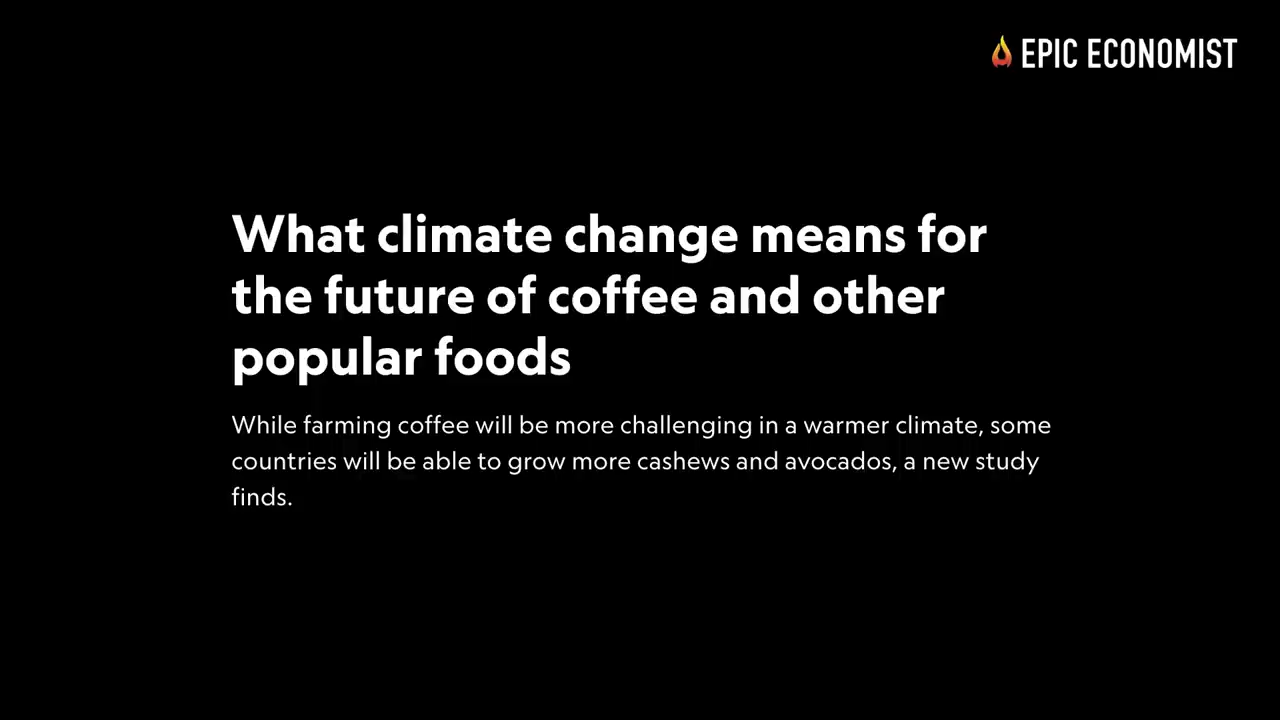 EPIC ECONOMIST
What climate change means for
the future of coffee and other
popular foods
While farming coffee will be more challenging in a warmer climate, some
countries will be able to grow more cashews and avocados, a new study
finds.